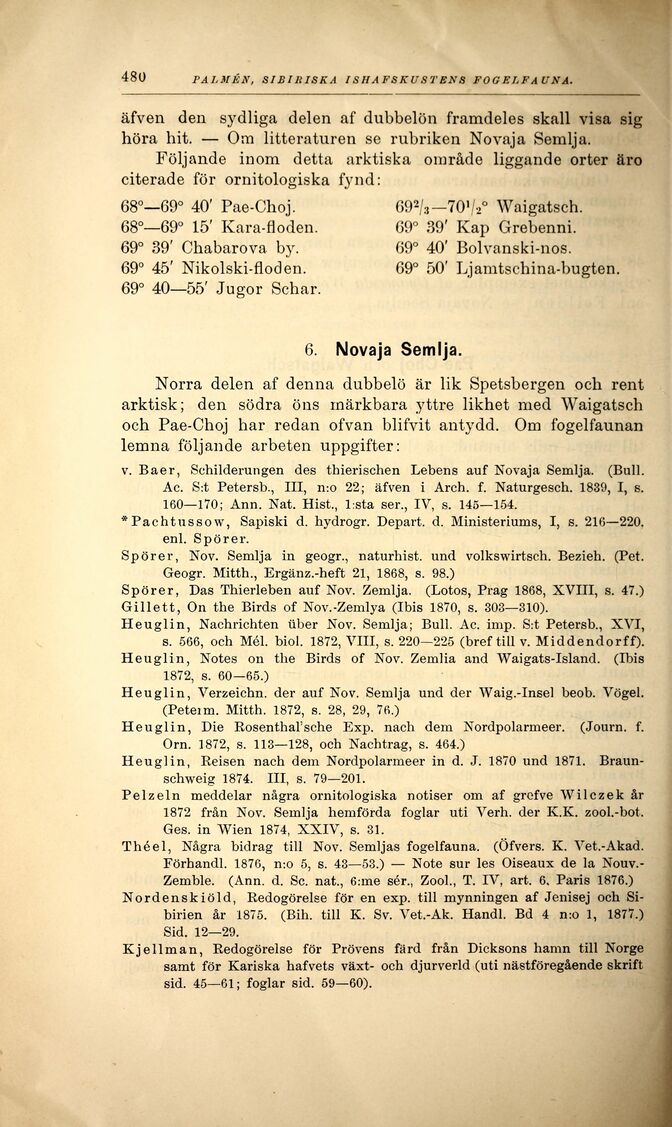 480 PALMÉN, SIBIRISKA ISHAFSKUSTENS FOGELFAUNA.
äfven den sydliga delen af dubbelön framdeles skall visa sig
höra hit. — Om litteraturen se rubriken Novaja Semlja.
Följande inom detta arktiska område liggande orter äro
citerade för ornitologiska fynd:
68°—69° 40′ Pae-Choj.
68°—69° 15′ Kara-floden.
69° 39′ Chabarova by.
69° 45′ Nikolski-floden.
69° 40—55′ Jugor Schar.
69²/₃—70¹/₂° Waigatsch.
69° 39′ Kap Grebenni.
69° 40′ Bolvanski-nos.
69° 50′ Ljamtschina-bugten.
6. Novaja Semlja.
Norra delen af denna dubbelö är lik Spetsbergen och rent
arktisk; den södra öns märkbara yttre likhet med Waigatsch
och Pae-Choj har redan ofvan blifvit antydd. Om fogelfaunan
lemna följande arbeten uppgifter:
v. Baer, Schilderungen des thierischen Lebens auf Novaja Semlja. (Bull.
Ac. S:t Petersb., III, n:o 22; äfven i Arch. f. Naturgesch. 1839, I, s.
160—170; Ann. Nat. Hist., 1:sta ser., IV, s. 145—154.
*Pachtussow, Sapiski d. hydrogr. Depart. d. Ministeriums, I, s. 216—220,
enl. Spörer.
Spörer, Nov. Semlja in geogr., naturhist. und volkswirtsch. Bezieh. (Pet.
Geogr. Mitth., Ergänz.-heft 21, 1868, s. 98.)
Spörer, Das Thierleben auf Nov. Zemlja. (Lotos, Prag 1868, XVIII, s. 47.)
Gillett, On the Birds of Nov.-Zemlya (Ibis 1870, s. 303—310).
Heuglin, Nachrichten über Nov. Semlja; Bull. Ac. imp. S:t Petersb., XVI,
s. 566, och Mél. biol. 1872, VIII, s. 220—225 (bref till v. Middendorff).
Heuglin, Notes on the Birds of Nov. Zemlia and Waigats-Island. (Ibis
1872, s. 60—65.)
Heuglin, Verzeichn. der auf Nov. Semlja und der Waig.-Insel beob. Vögel.
(Peterm. Mitth. 1872, s. 28, 29, 76.)
Heuglin, Die Rosenthal'sche Exp. nach dem Nordpolarmeer. (Journ. f.
Orn. 1872, s. 113—128, och Nachtrag, s. 464.)
Heuglin, Reisen nach dem Nordpolarmeer in d. J. 1870 und 1871. Braun-
schweig 1874. III, s. 79—201.
Pelzeln meddelar några ornitologiska notiser om af grefve Wilczek år
1872 från Nov. Semlja hemförda foglar uti Verh. der K.K. zool.-bot.
Ges. in Wien 1874, XXIV, s. 31.
Théel, Några bidrag till Nov. Semljas fogelfauna. (Öfvers. K. Vet.-Akad.
Förhandl. 1876, n:o 5, s. 43—53.) — Note sur les Oiseaux de la Nouv.-
Zemble. (Ann. d. Sc. nat., 6:me sér., Zool., T. IV, art. 6, Paris 1876.)
Nordenskiöld, Redogörelse för en exp. till mynningen af Jenisej och Si-
birien år 1875. (Bih. till K. Sv. Vet.-Ak. Handl. Bd 4 n:o 1, 1877.)
Sid. 12—29.
Kjellman, Redogörelse för Prövens färd från Dicksons hamn till Norge
samt för Kariska hafvets växt- och djurverld (uti nästföregående skrift
sid. 45—61; foglar sid. 59—60).